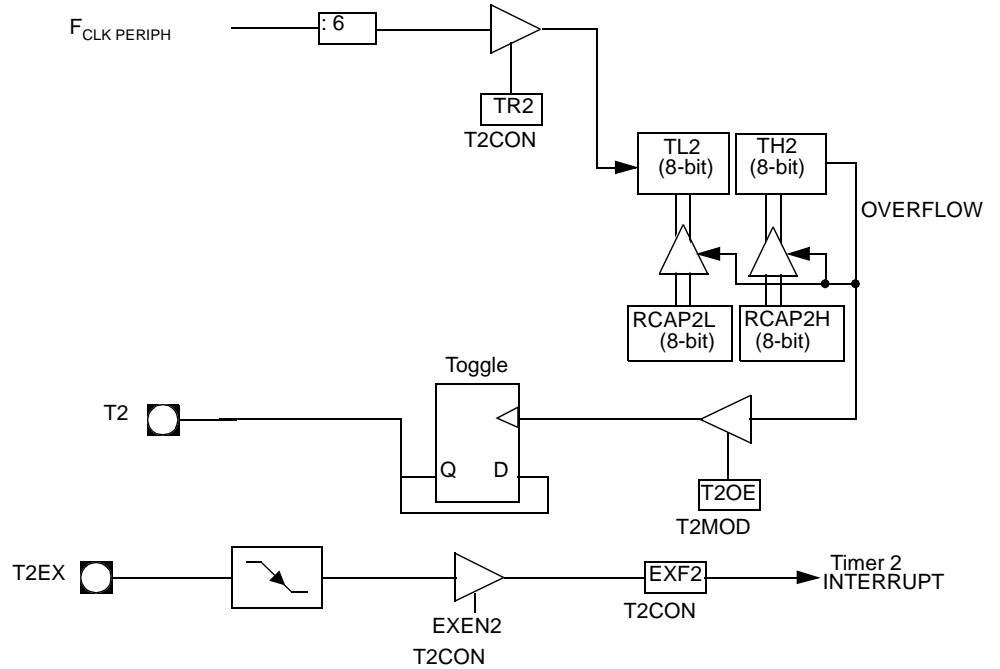 FCLK PERIPH
: 6
TR2
T2CON
TL2
(8-bit)
TH2
(8-bit)
OVERFLOW
RCAP2L
(8-bit)
RCAP2H
(8-bit)
Toggle
T2
Q D
T2OE
T2MOD
T2EX
EXEN2
T2CON
EXF2
T2CON
Timer 2
INTERRUPT